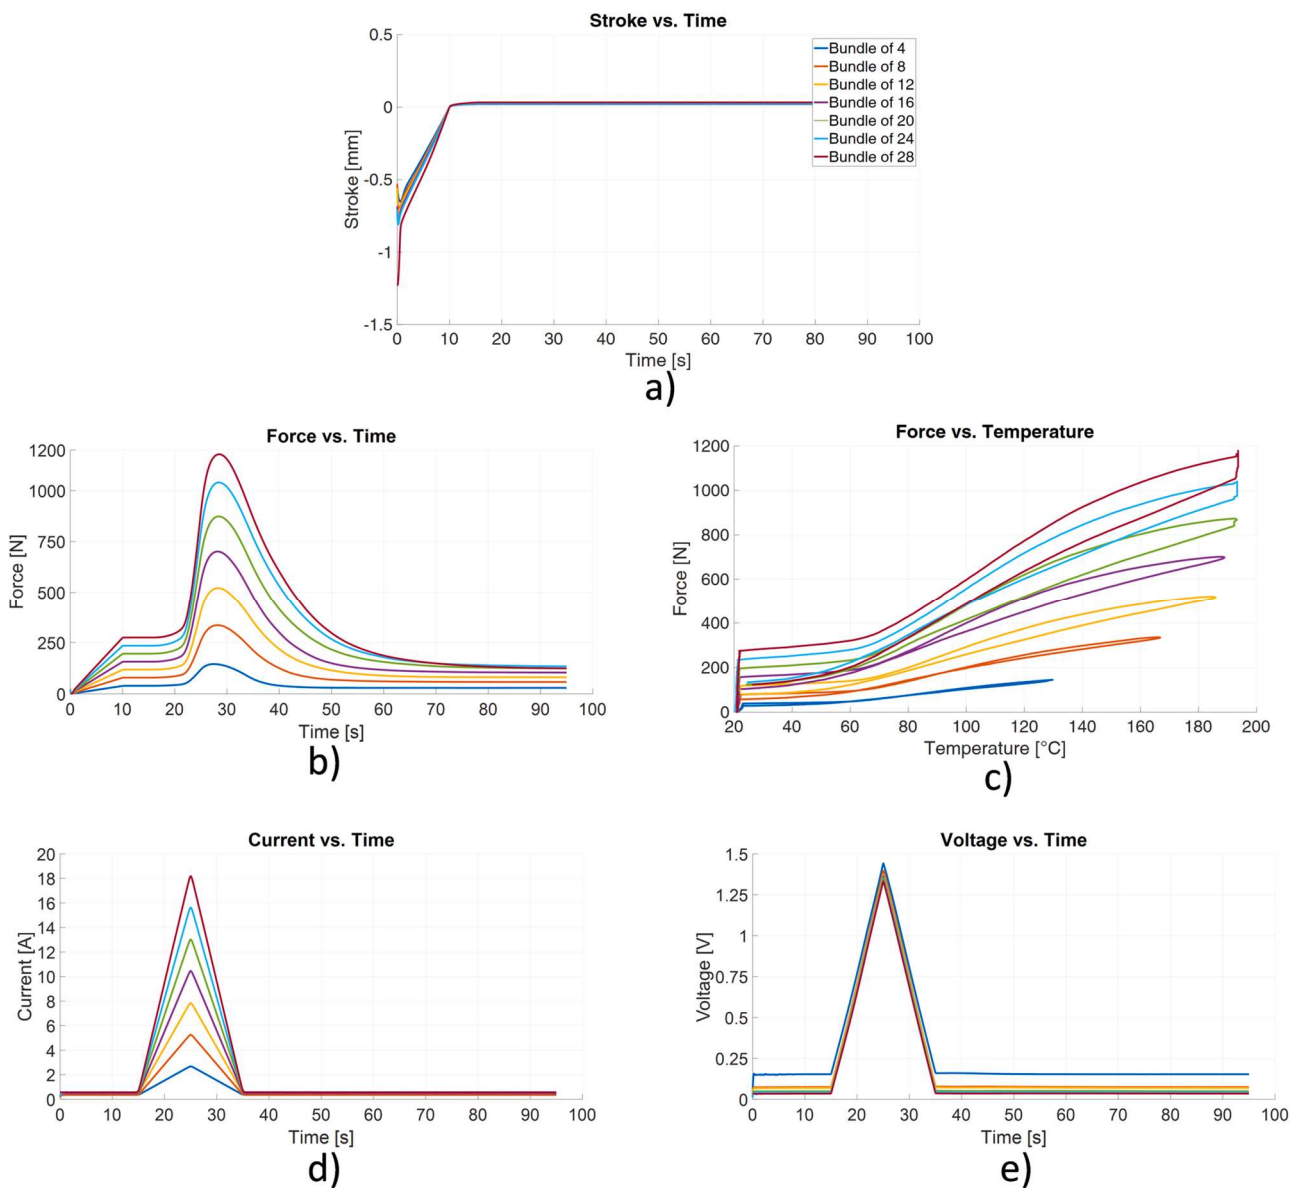 Stroke vs. Time
Stroke [mm]
0.5
0
-0.5
-1
-1.5
0 10 20 30 40 50 60 70 80 90 100
Time [s]
Bundle of 4
Bundle of 8
Bundle of 12
Bundle of 16
Bundle of 20
Bundle of 24
Bundle of 28
a)
Force vs. Time
Force [N]
1200
1000
750
500
250
0
0 10 20 30 40 50 60 70 80 90 100
Time [s]
b)
Force vs. Temperature
Force [N]
1200
1000
800
600
400
200
0
20 40 60 80 100 120 140 160 180 200
Temperature [°C]
c)
Current vs. Time
Current [A]
20
18
16
14
12
10
8
6
4
2
0
0 10 20 30 40 50 60 70 80 90 100
Time [s]
d)
Voltage vs. Time
Voltage [V]
1.5
1.25
1
0.75
0.5
0.25
0
0 10 20 30 40 50 60 70 80 90 100
Time [s]
e)